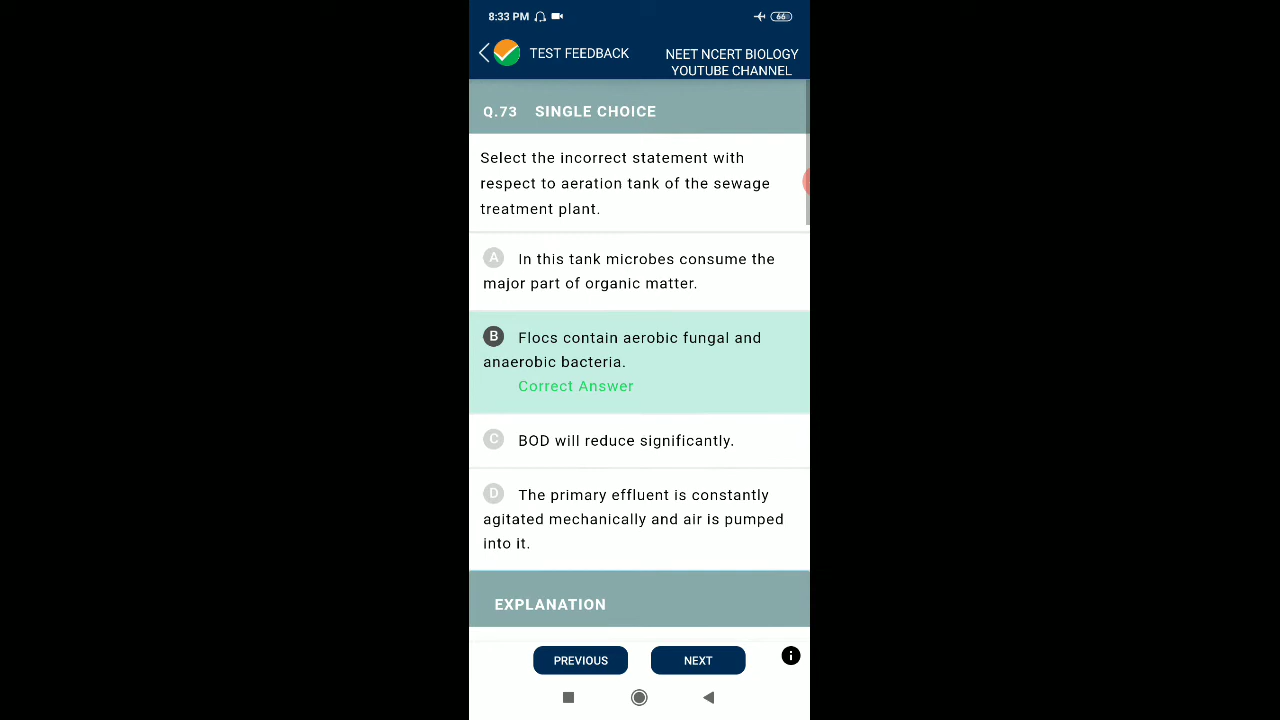 8:33 PM
66
TEST FEEDBACK
NEET NCERT BIOLOGY
YOUTUBE CHANNEL
Q.73 SINGLE CHOICE
Select the incorrect statement with
respect to aeration tank of the sewage
treatment plant.
A In this tank microbes consume the
major part of organic matter.
B Flocs contain aerobic fungal and
anaerobic bacteria.
Correct Answer
C BOD will reduce significantly.
D The primary effluent is constantly
agitated mechanically and air is pumped
into it.
EXPLANATION
PREVIOUS NEXT